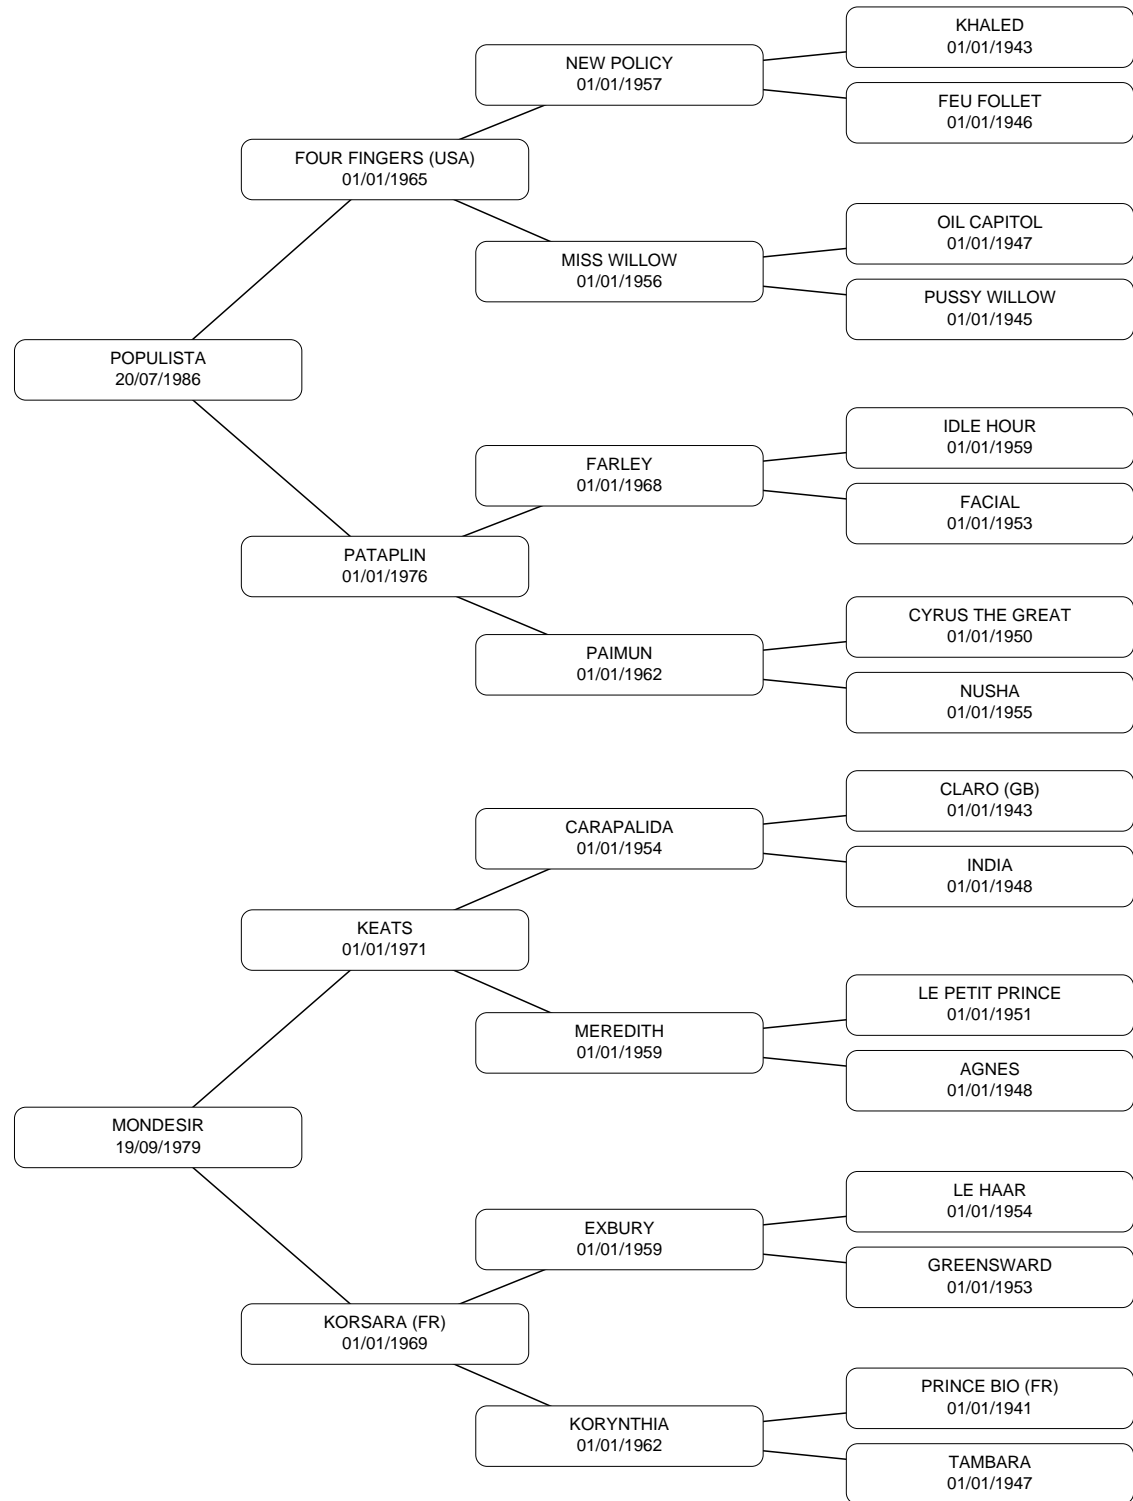 KHALED
01/01/1943
NEW POLICY
01/01/1957
FEU FOLLET
01/01/1946
FOUR FINGERS (USA)
01/01/1965
OIL CAPITOL
01/01/1947
MISS WILLOW
01/01/1956
PUSSY WILLOW
01/01/1945
POPULISTA
20/07/1986
IDLE HOUR
01/01/1959
FARLEY
01/01/1968
FACIAL
01/01/1953
PATAPLIN
01/01/1976
CYRUS THE GREAT
01/01/1950
PAIMUN
01/01/1962
NUSHA
01/01/1955
CLARO (GB)
01/01/1943
CARAPALIDA
01/01/1954
INDIA
01/01/1948
KEATS
01/01/1971
LE PETIT PRINCE
01/01/1951
MEREDITH
01/01/1959
AGNES
01/01/1948
MONDESIR
19/09/1979
LE HAAR
01/01/1954
EXBURY
01/01/1959
GREENSWARD
01/01/1953
KORSARA (FR)
01/01/1969
PRINCE BIO (FR)
01/01/1941
KORYNTHIA
01/01/1962
TAMBARA
01/01/1947